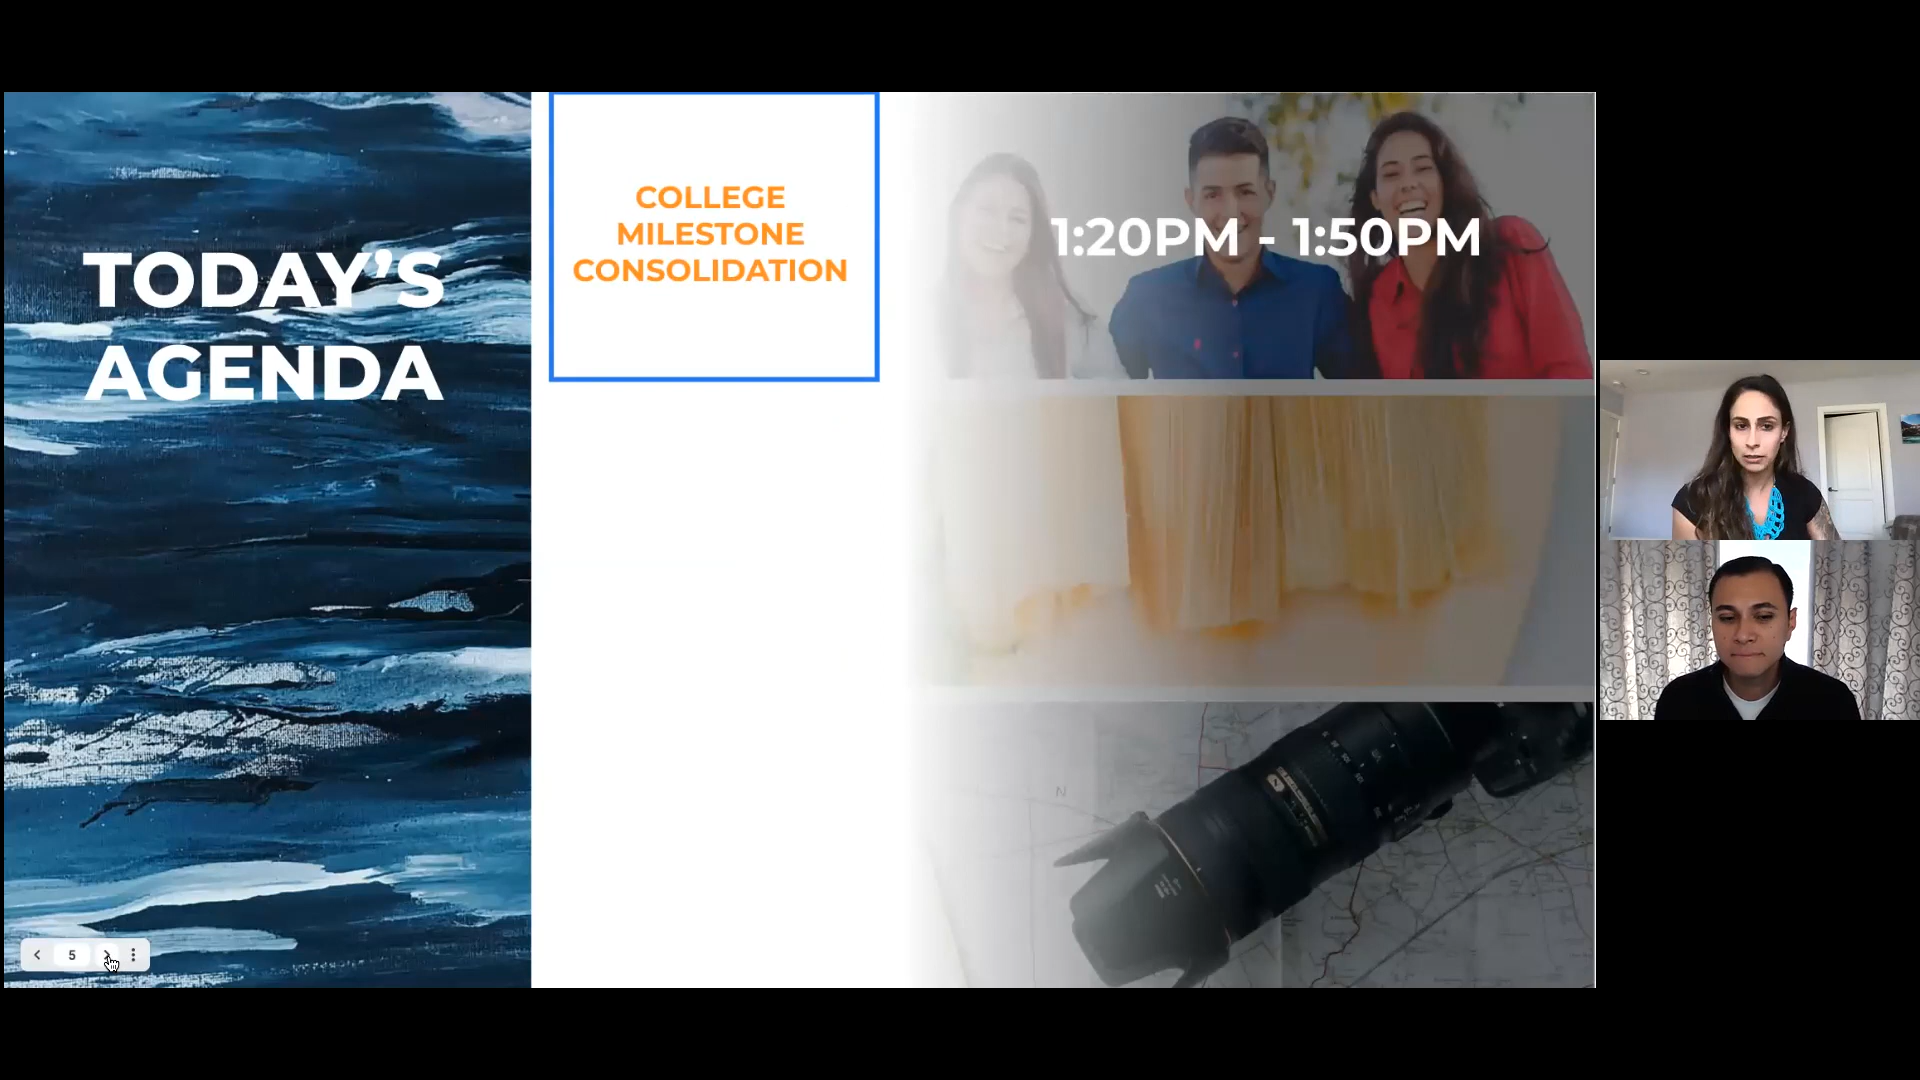 TODAY'S
AGENDA
COLLEGE
MILESTONE
CONSOLIDATION
1:20PM - 1:50PM
N
5